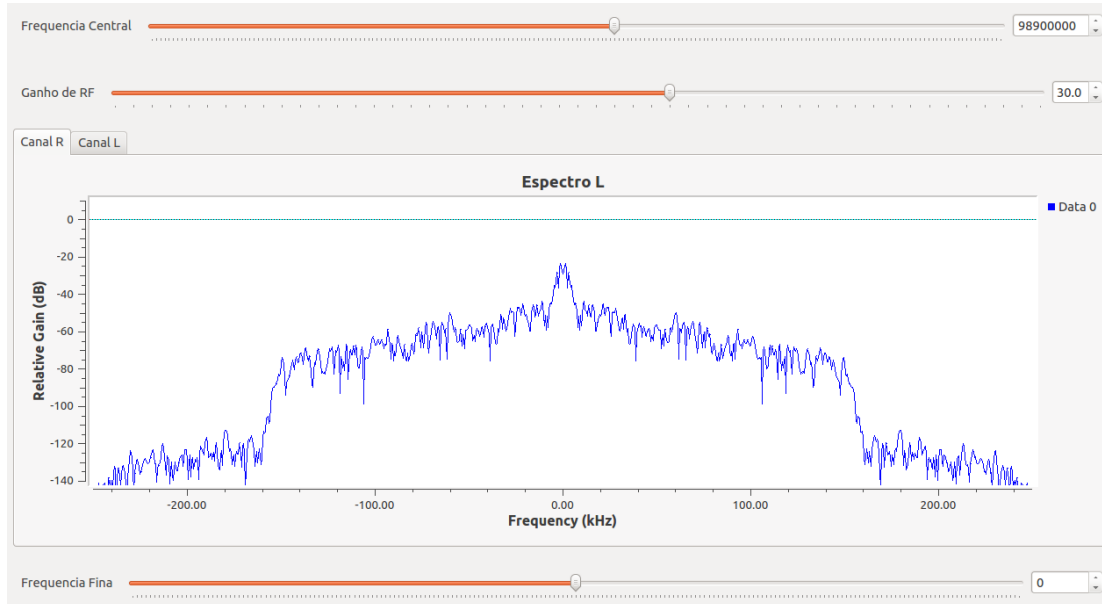 Frequencia Central 98900000
Ganho de RF 30.0
Canal R Canal L
Espectro L
Data 0
Relative Gain (dB)
0
-20
-40
-60
-80
-100
-120
-140
-200.00 -100.00 0.00 100.00 200.00
Frequency (kHz)
Frequencia Fina 0